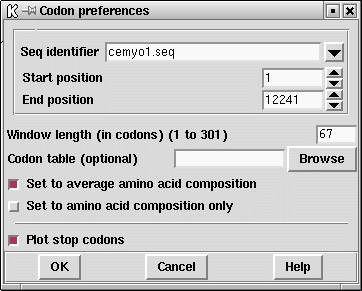 Codon preferences
Seq identifier cemyo1.seq
Start position 1
End position 12241
Window length (in codons) (1 to 301) 67
Codon table (optional) Browse
Set to average amino acid composition
Set to amino acid composition only
Plot stop codons
OK Cancel Help